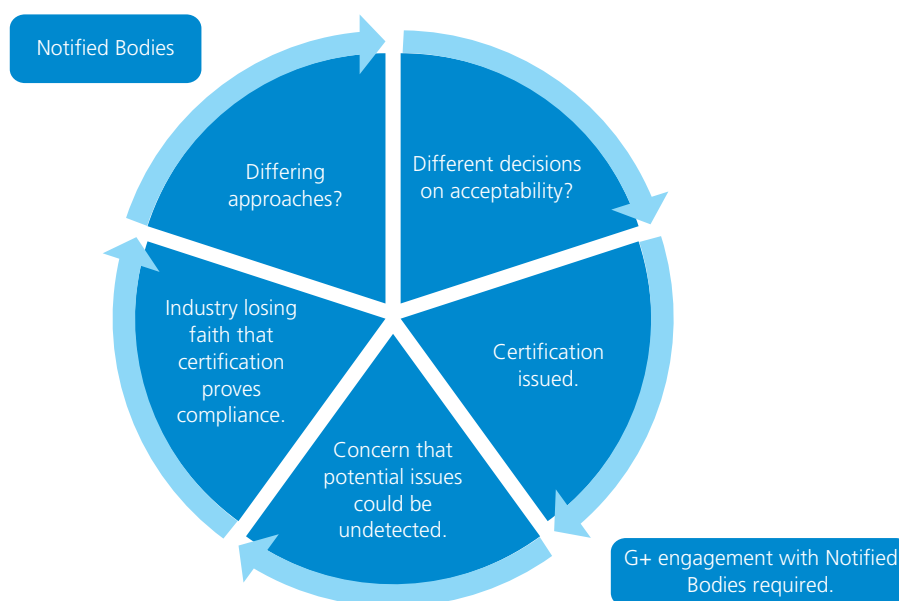 Notified Bodies
Differing
approaches?
Different decisions
on acceptability?
Certification
issued.
Concern that
potential issues
could be
undetected.
Industry losing
faith that
certification
proves
compliance.
G+ engagement with Notified
Bodies required.